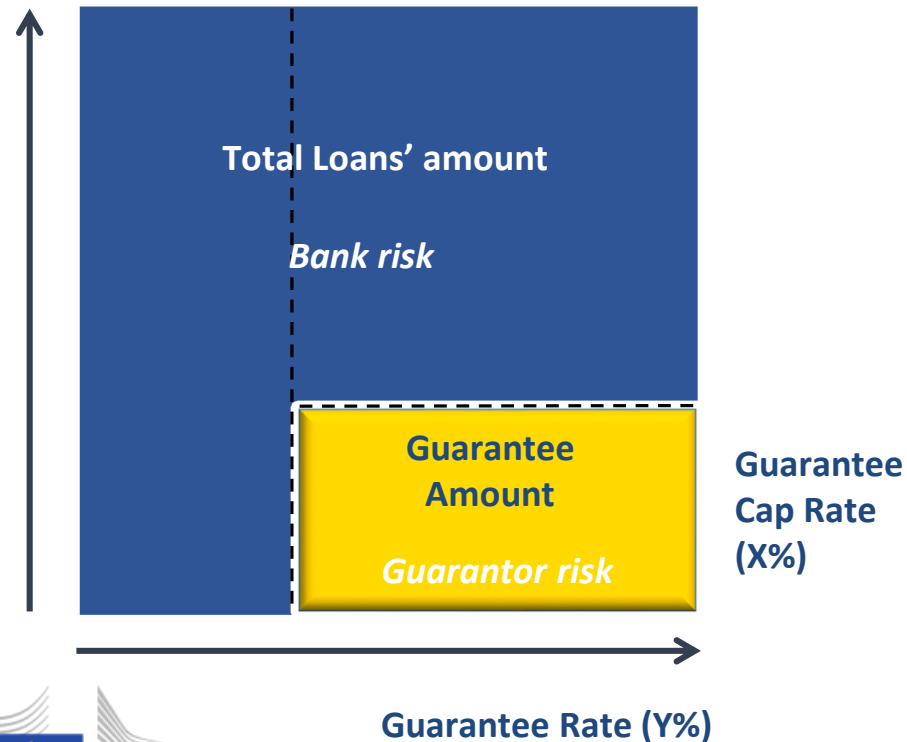 Total Loans’ amount
Bank risk
Guarantee
Amount
Guarantor risk
Guarantee
Cap Rate
(X%)
Guarantee Rate (Y%)